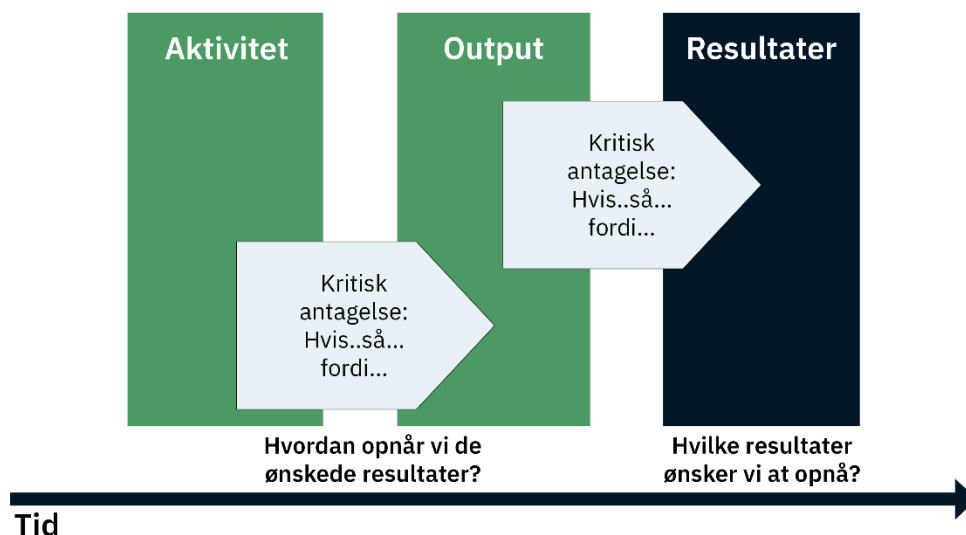 Aktivitet
Output
Resultater
Kritisk
antagelse:
Hvis..så...
fordi...
Kritisk
antagelse:
Hvis..så...
fordi...
Hvordan opnår vi de
ønskede resultater?
Hvilke resultater
ønsker vi at opnå?
Tid